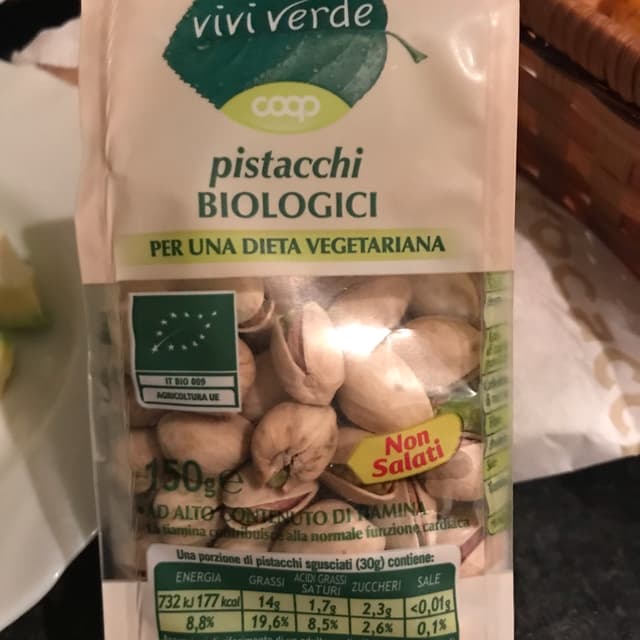 vivi verde
coop
pistacchi
BIOLOGICI
PER UNA DIETA VEGETARIANA
IT BIO 009
AGRICOLTURA UE
Non
Salati
150g e
• AD ALTO CONTENUTO DI TIAMINA
La tiamina contribuisce alla normale funzione cardiaca
Una porzione di pistacchi sgusciati (30g) contiene:
ENERGIA GRASSI ACIDI GRASSI SATURI ZUCCHERI SALE
732 kJ 177 kcal 14g 1,7g 2,3g <0,01g
8,8% 19,6% 8,5% 2,6% 0,1%